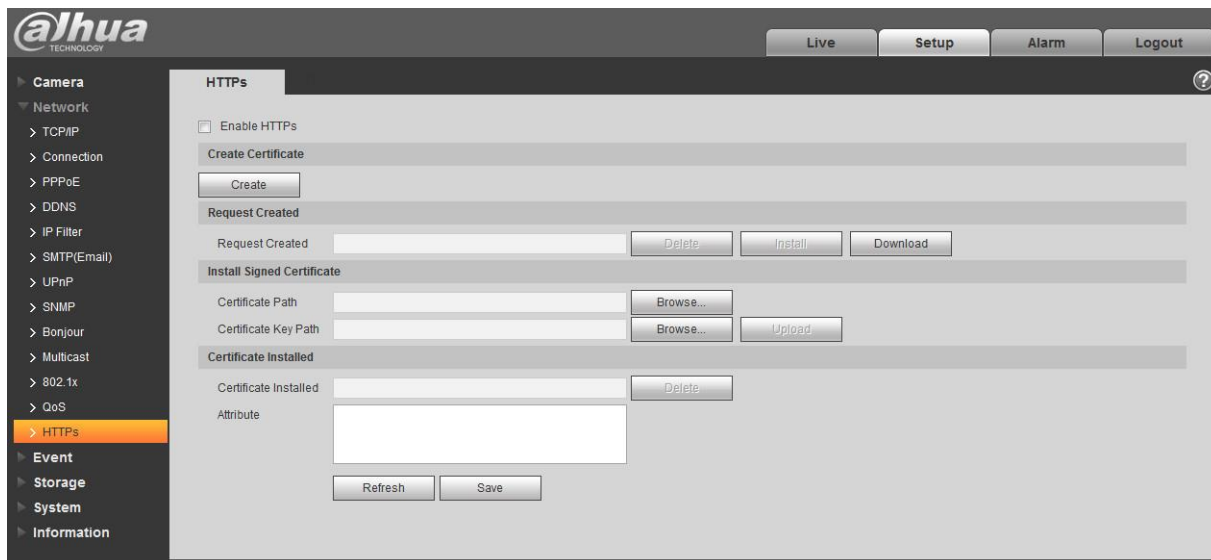 alhua
TECHNOLOGY
Live Setup Alarm Logout
Camera
Network
TCP/IP
Connection
PPPoE
DDNS
IP Filter
SMTP(Email)
UPnP
SNMP
Bonjour
Multicast
802.1x
QoS
HTTPs
Event
Storage
System
Information
HTTPs
?
Enable HTTPs
Create Certificate
Create
Request Created
Request Created Delete Install Download
Install Signed Certificate
Certificate Path Browse...
Certificate Key Path Browse... Upload
Certificate Installed
Certificate Installed Delete
Attribute
Refresh Save